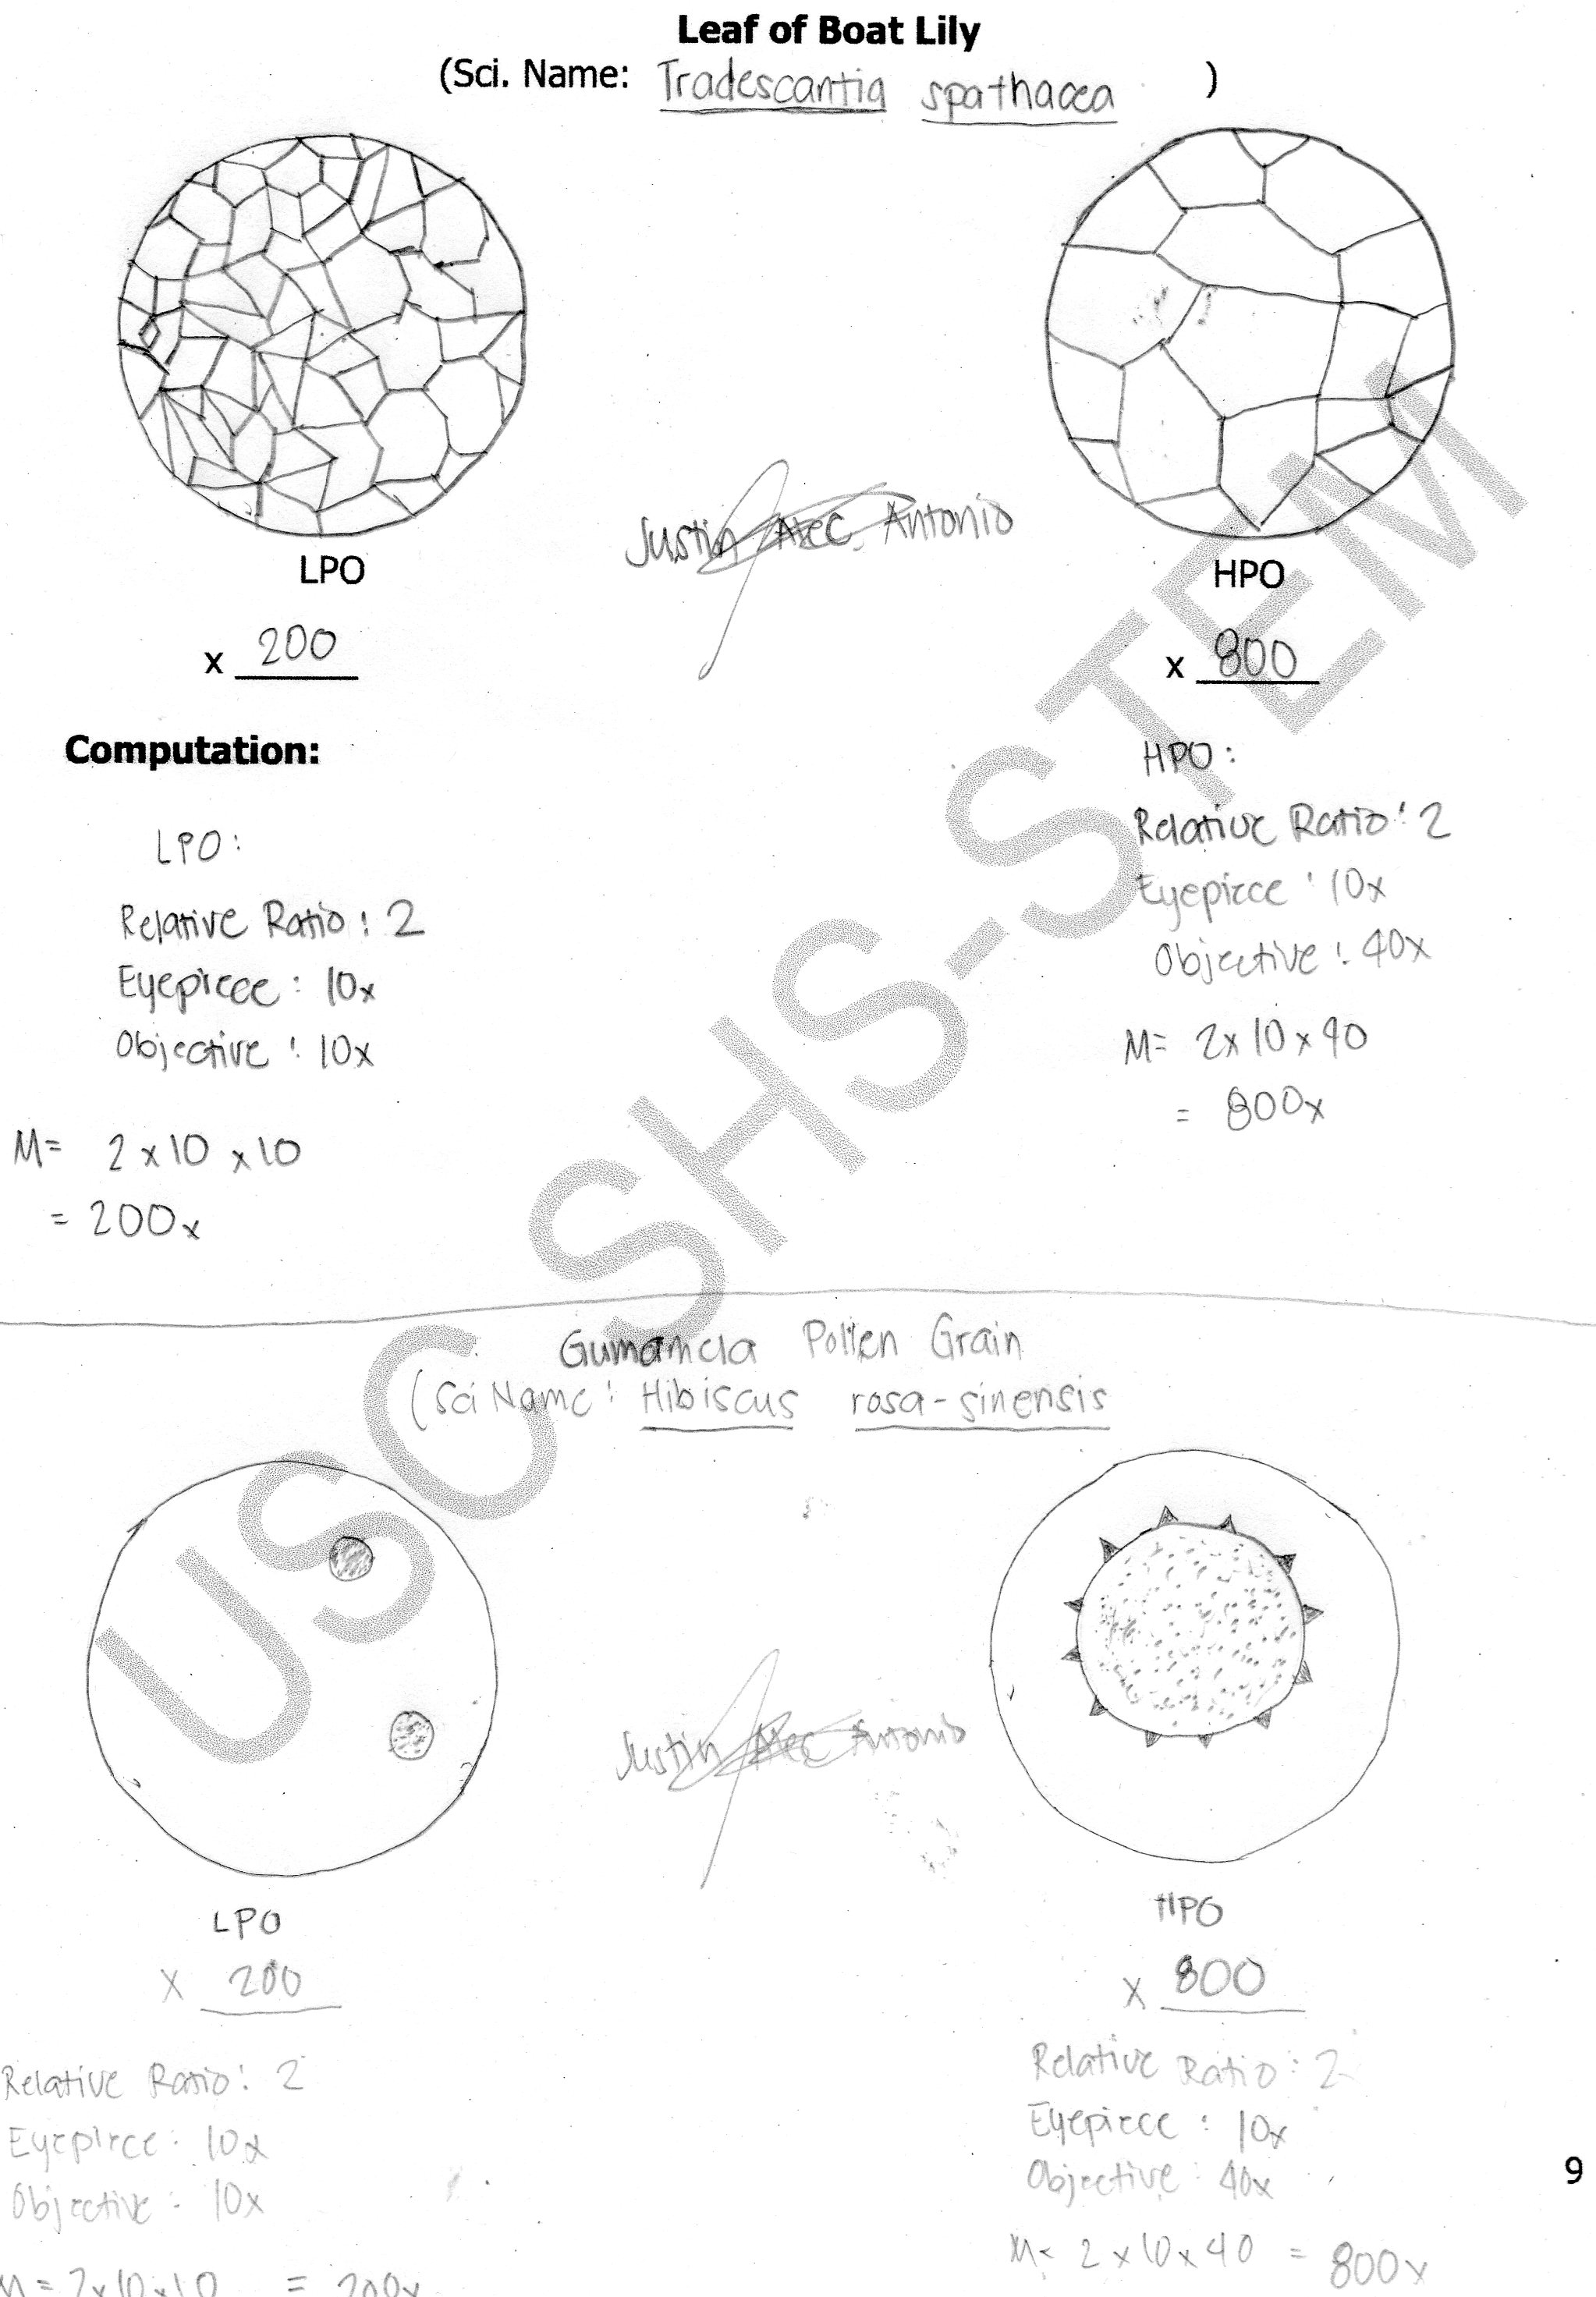 Leaf of Boat Lily
(Sci. Name: Tradescantia spathacea )
LPO
HPO
Justin Alec Antonio
x 200
x 800
Computation:
LPO:
Relative Ratio: 2
Eyepiece: 10x
Objective: 10x
M= 2 x 10 x 10
= 200x
HPO:
Relative Ratio: 2
Eyepiece: 10x
Objective: 40x
M= 2x 10 x 40
= 800x
Gumamela Pollen Grain
(Sci Name: Hibiscus rosa-sinensis
Justin Alec Antonio
LPO
x 200
HPO
x 800
Relative Ratio: 2
Eyepiece: 10x
Objective: 10x
M = 2x10x10 = 200x
Relative Ratio: 2
Eyepiece: 10x
Objective: 40x
M= 2 x 10 x 40 = 800x
9
USC SHS-STEM